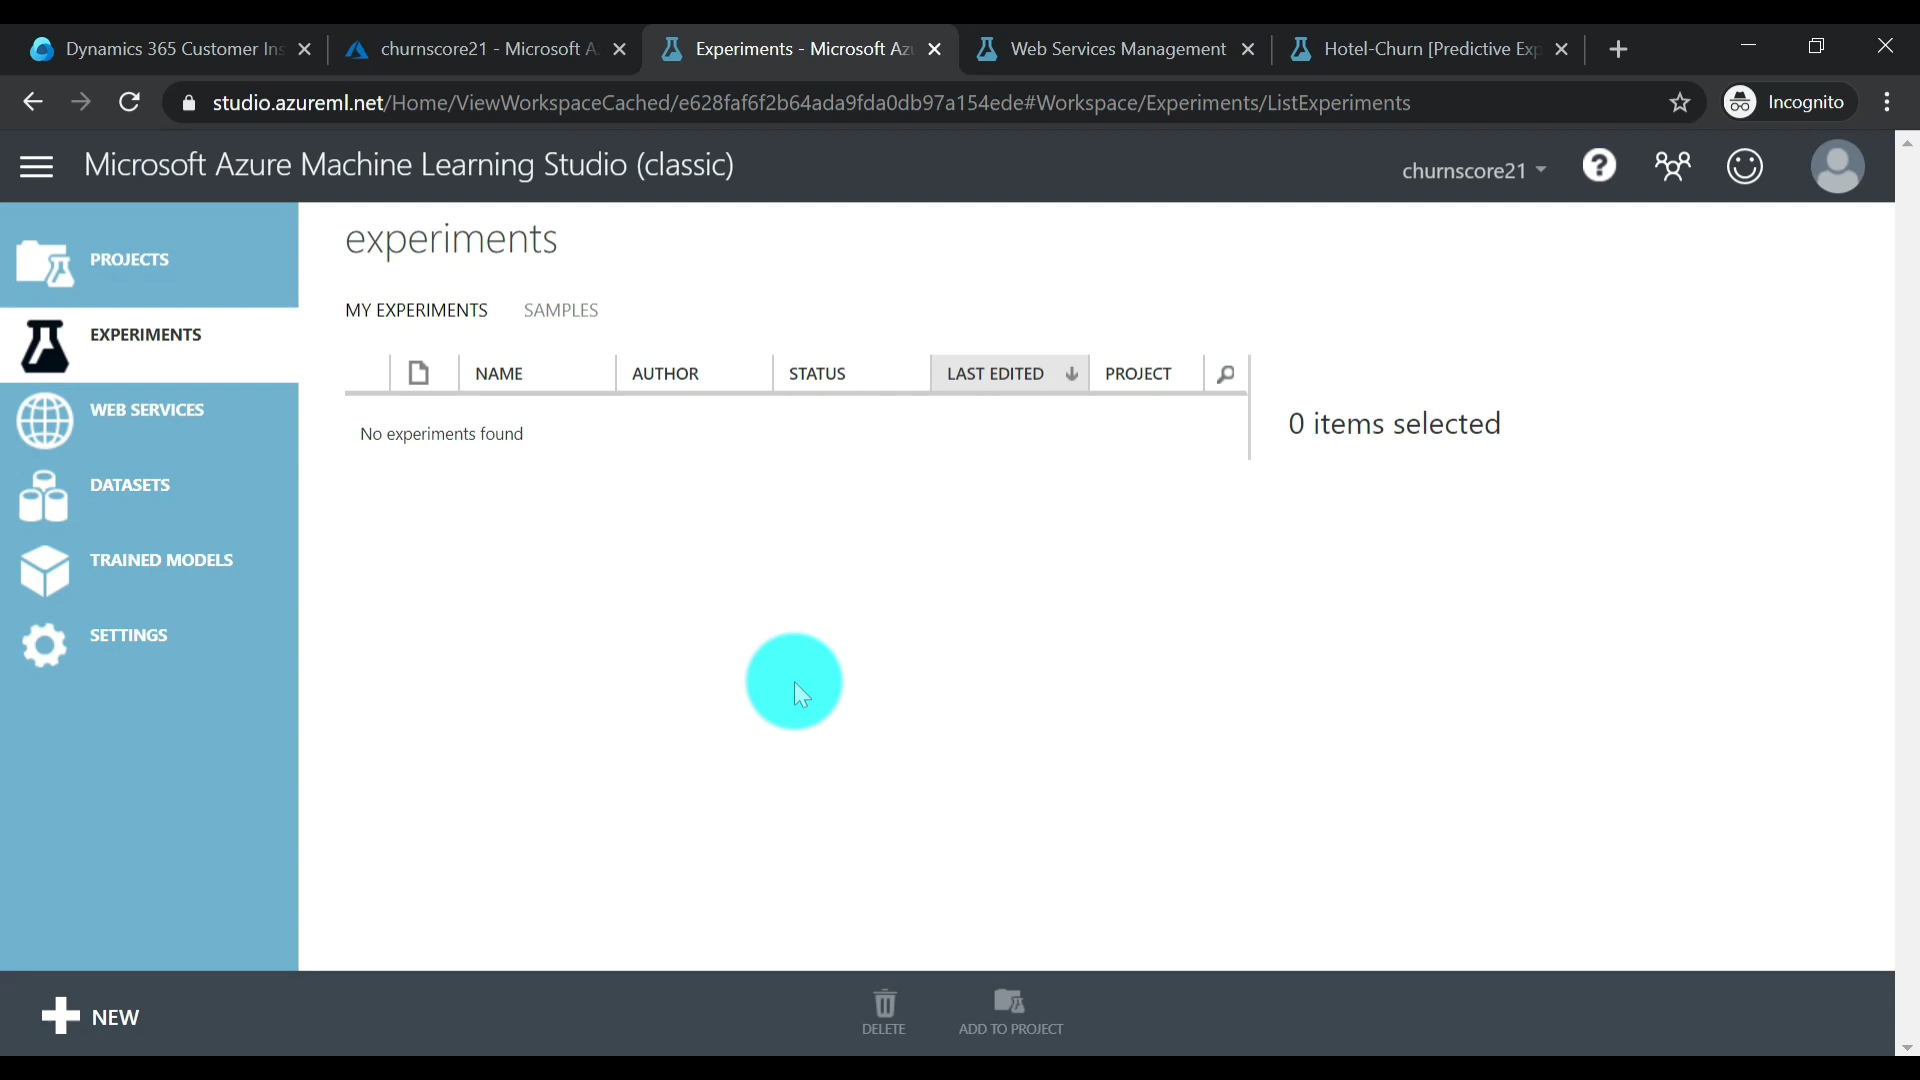 Dynamics 365 Customer Ins
churnscore21 - Microsoft A
Experiments - Microsoft Az
Web Services Management
Hotel-Churn [Predictive Exp
studio.azureml.net/Home/ViewWorkspaceCached/e628faf6f2b64ada9fda0db97a154ede#Workspace/Experiments/ListExperiments
Incognito
Microsoft Azure Machine Learning Studio (classic)
churnscore21
PROJECTS
EXPERIMENTS
WEB SERVICES
DATASETS
TRAINED MODELS
SETTINGS
experiments
MY EXPERIMENTS SAMPLES
NAME AUTHOR STATUS LAST EDITED PROJECT
No experiments found
0 items selected
NEW
DELETE
ADD TO PROJECT